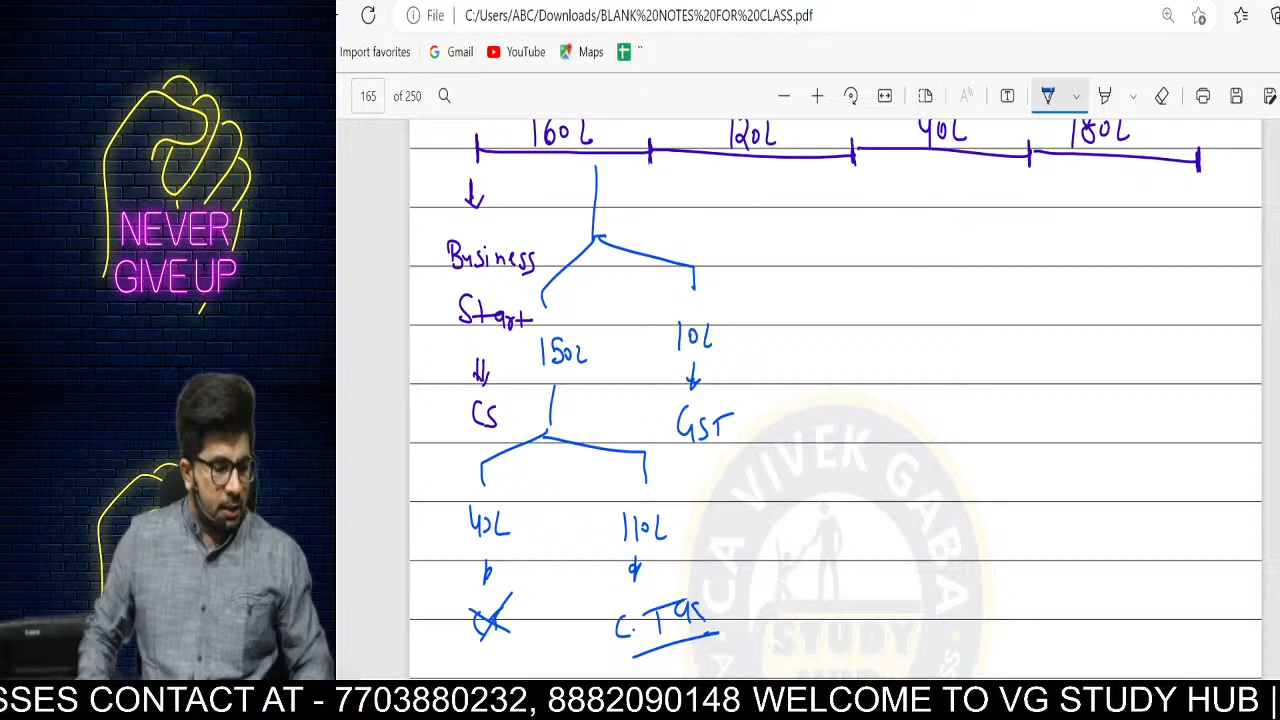 File C:/Users/ABC/Downloads/BLANK%20NOTES%20FOR%20CLASS.pdf
Import favorites Gmail YouTube Maps
165 of 250
160L 120L 40L 180L
Business
Start
150L 10L
CS GST
40L 110L
NEVER
GIVE UP
SSES CONTACT AT - 7703880232, 8882090148 WELCOME TO VG STUDY HUB |